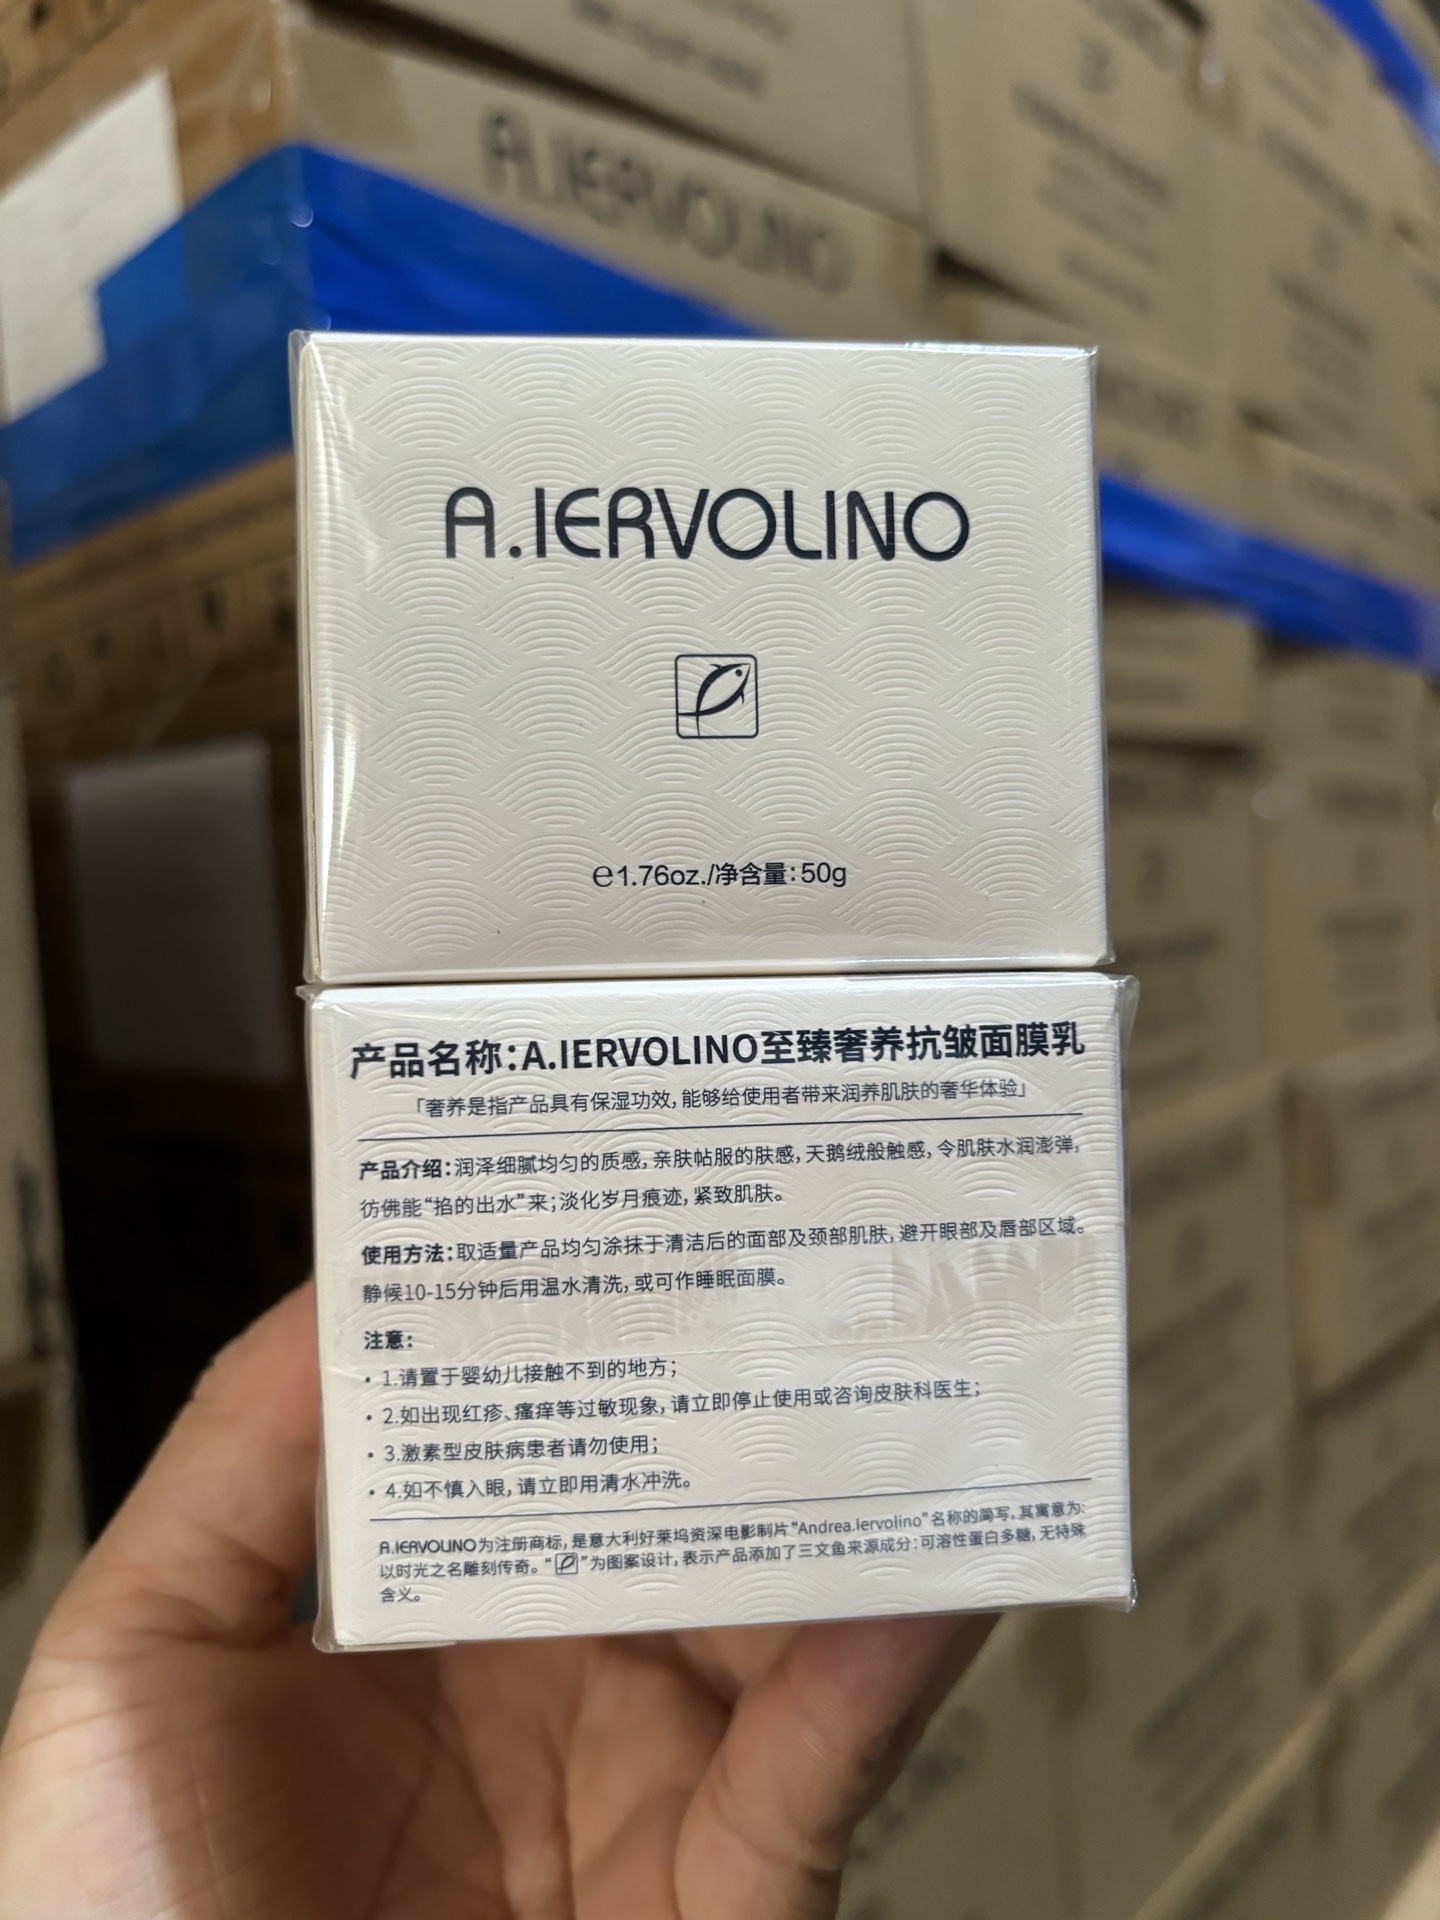 A.IERVOLINO
A.IERVOLINO
℮1.76oz./净含量:50g
产品名称:A.IERVOLINO至臻奢养抗皱面膜乳
「奢养是指产品具有保湿功效,能够给使用者带来润养肌肤的奢华体验」
产品介绍:润泽细腻均匀的质感,亲肤帖服的肤感,天鹅绒般触感,令肌肤水润澎弹,
彷佛能“掐的出水”来;淡化岁月痕迹,紧致肌肤。
使用方法:取适量产品均匀涂抹于清洁后的面部及颈部肌肤,避开眼部及唇部区域。
静候10-15分钟后用温水清洗,或可作睡眠面膜。
注意:
• 1.请置于婴幼儿接触不到的地方;
• 2.如出现红疹、瘙痒等过敏现象,请立即停止使用或咨询皮肤科医生;
• 3.激素型皮肤病患者请勿使用;
• 4.如不慎入眼,请立即用清水冲洗。
A.IERVOLINO为注册商标,是意大利好莱坞资深电影制片“Andrea.Iervolino”名称的简写,其寓意为:
以时光之名雕刻传奇。“ ”为图案设计,表示产品添加了三文鱼来源成分:可溶性蛋白多糖,无特殊
含义。